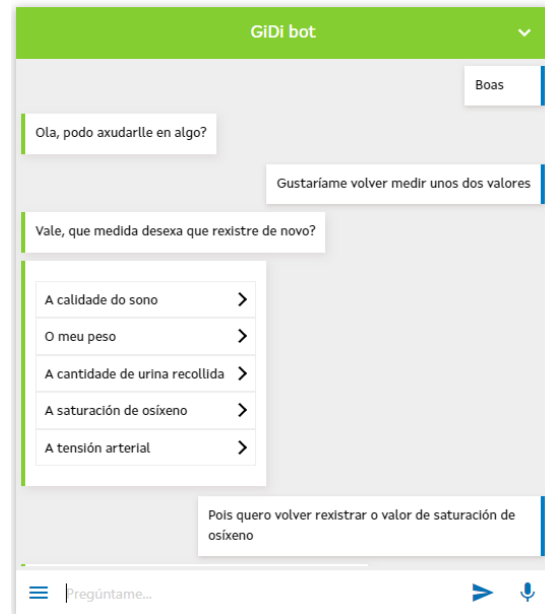 GiDi bot
Boas
Ola, podo axudarlle en algo?
Gustaríame volver medir unos dos valores
Vale, que medida desexa que rexistre de novo?
A calidade do sono
O meu peso
A cantidade de urina recollida
A saturación de osíxeno
A tensión arterial
Pois quero volver rexistrar o valor de saturación de
osíxeno
Pregúntame...